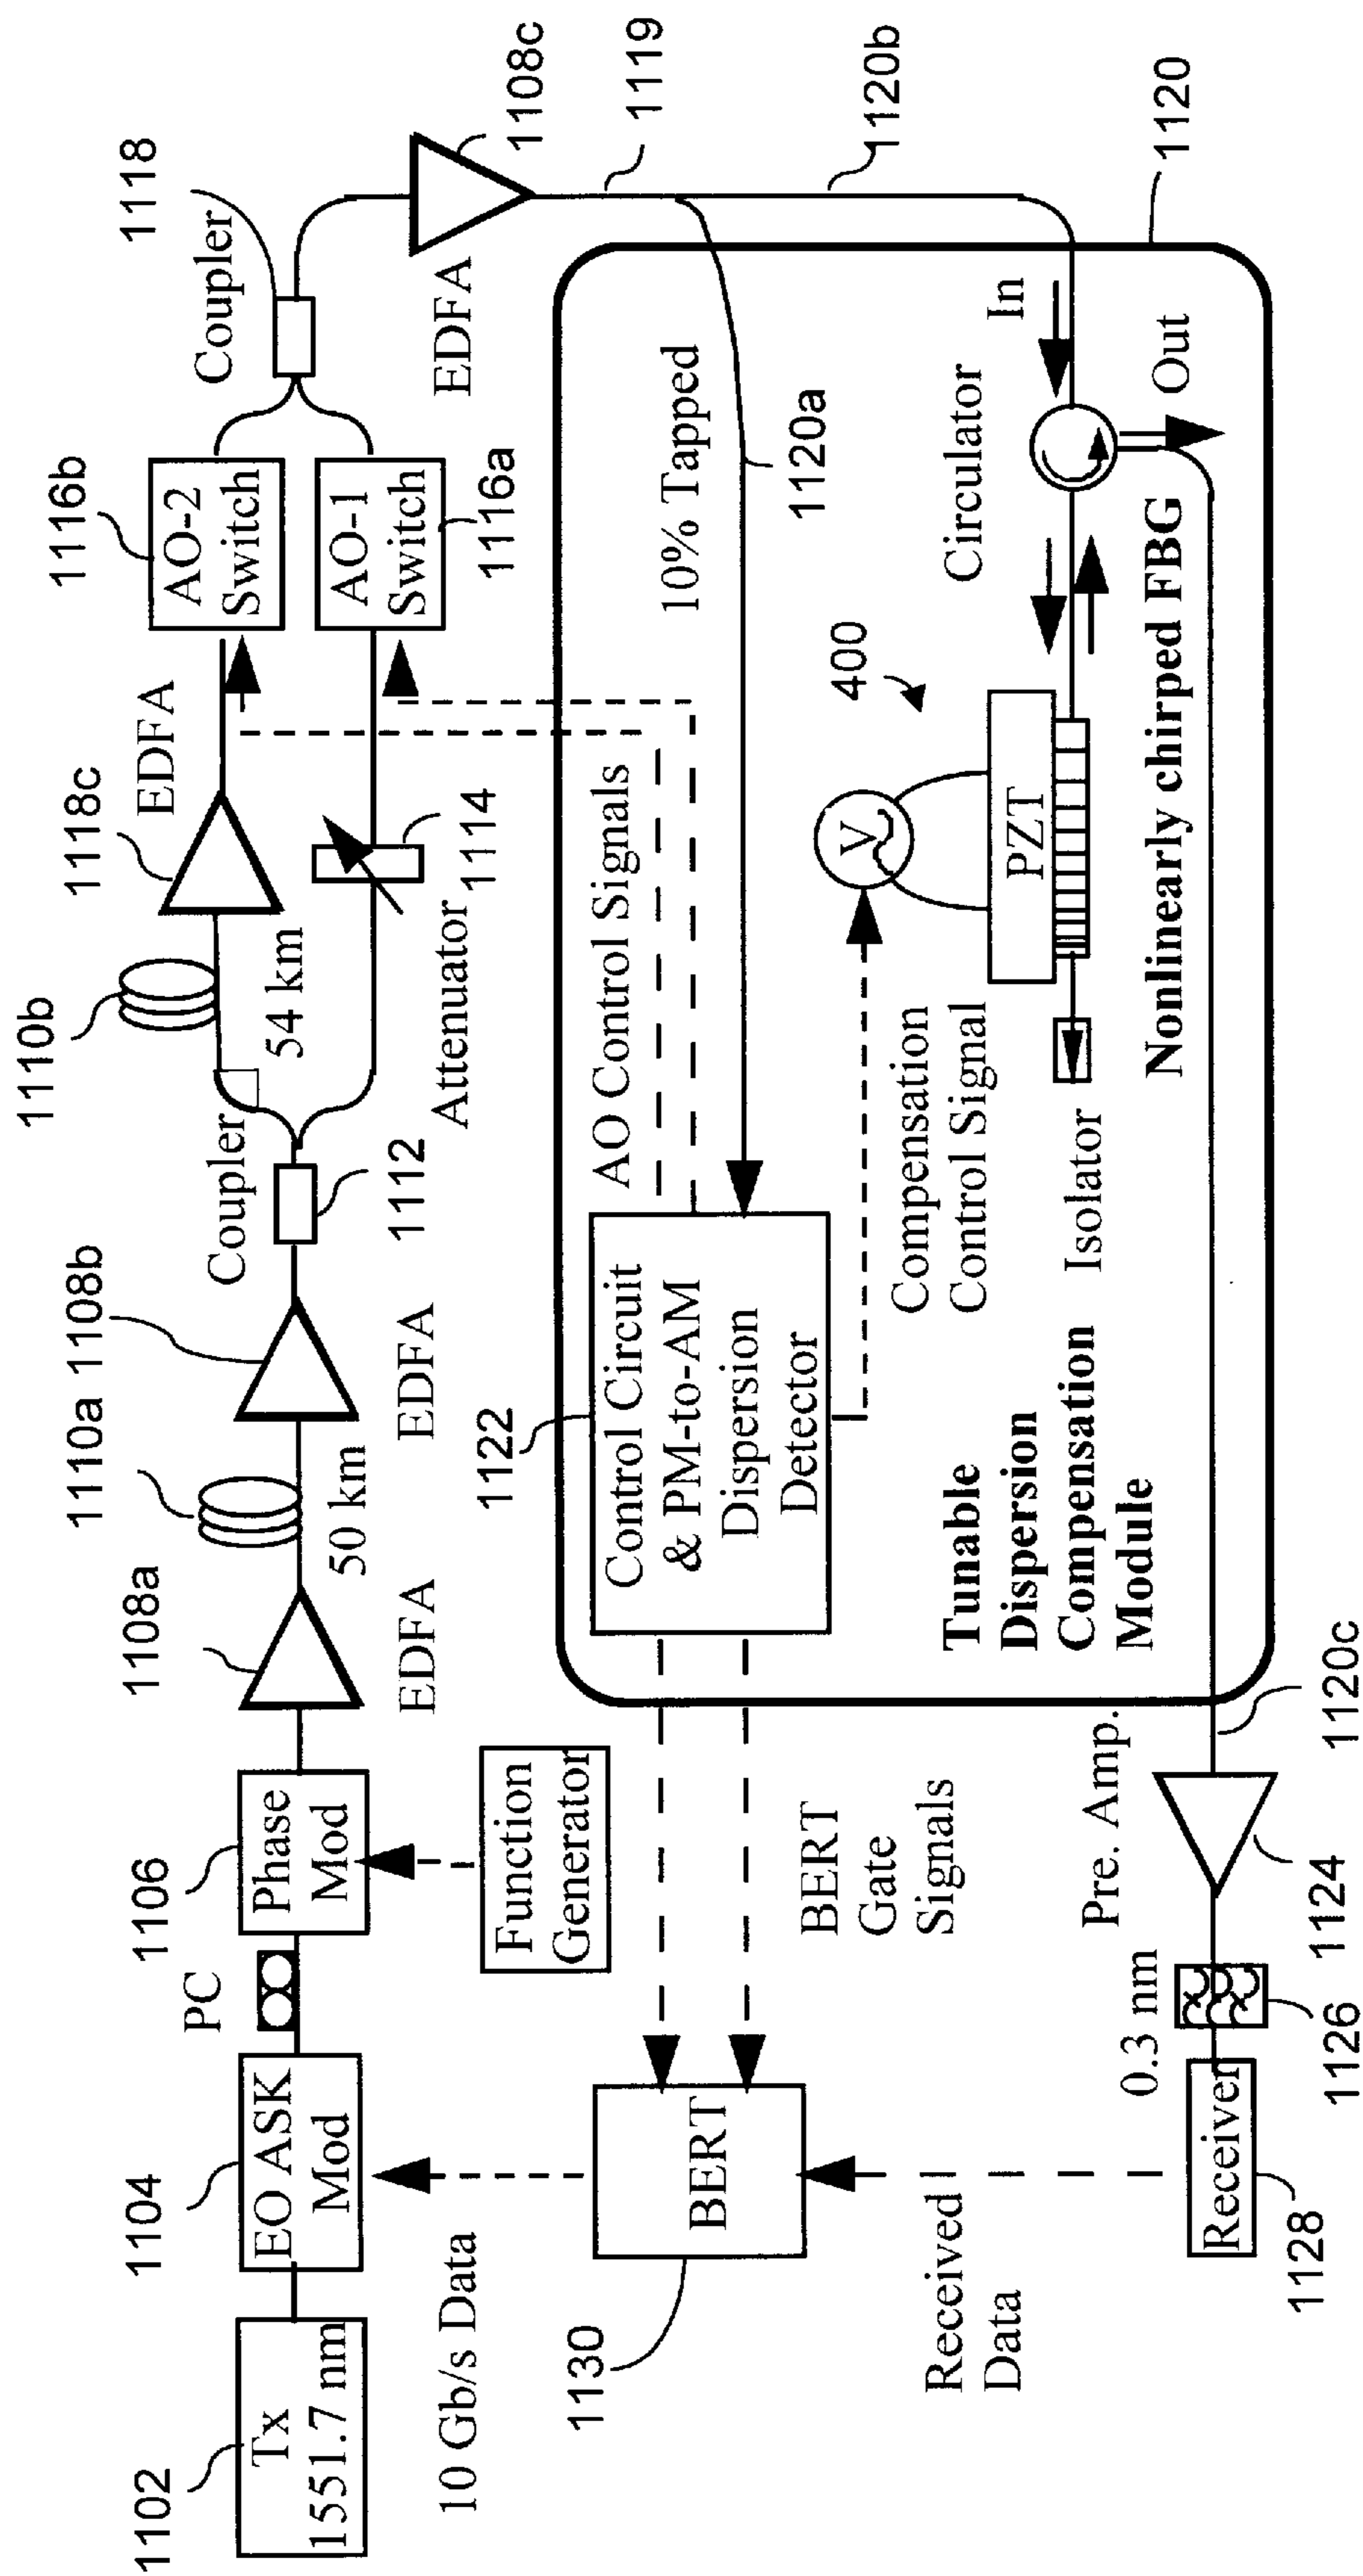 1102
Tx
1551.7 nm
1104
EO ASK
Mod
PC
1106
Phase
Mod
1108a
EDFA
1110a
50 km
1108b
EDFA
Coupler
1112
1110b
54 km
1118c
EDFA
Attenuator
1114
1116b
AO-2
Switch
AO-1
Switch
1116a
Coupler
1118
EDFA
1108c
1119
1120b
1120
10 Gb/s Data
Function
Generator
1130
BERT
BERT
Gate
Signals
Received
Data
1122
Control Circuit
& PM-to-AM
Dispersion
Detector
AO Control Signals
10% Tapped
1120a
Compensation
Control Signal
400
V
PZT
Circulator
In
Out
Isolator
Nonlinearly chirped FBG
Tunable
Dispersion
Compensation
Module
1120c
Pre. Amp.
1124
0.3 nm
1126
Receiver
1128